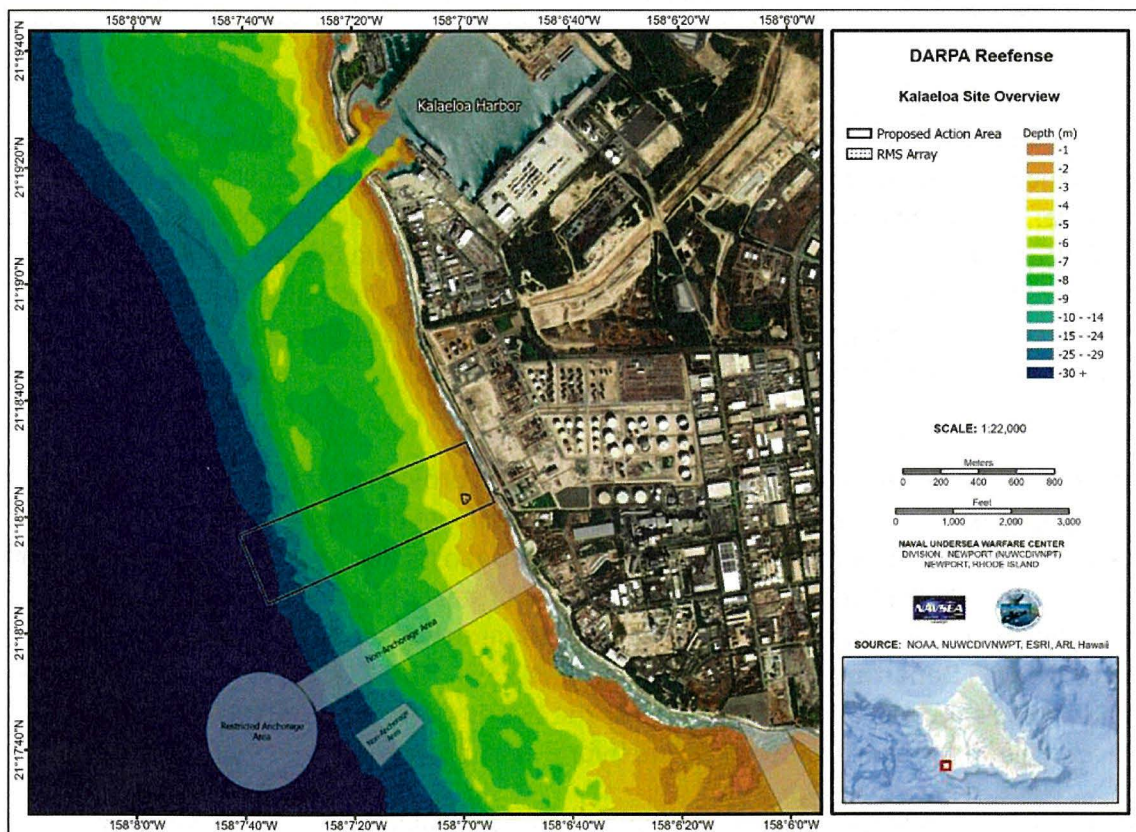 158°8'0"W
158°7'40"W
158°7'20"W
158°7'0"W
158°6'40"W
158°6'20"W
158°6'0"W
21°19'40"N
21°19'20"N
21°19'0"N
21°18'40"N
21°18'20"N
21°18'0"N
21°17'40"N
Kalaeloa Harbor
Non-Anchorage Area
Restricted Anchorage
Area
Non-Anchorage
Area
158°8'0"W
158°7'40"W
158°7'20"W
158°7'0"W
158°6'40"W
158°6'20"W
158°6'0"W
DARPA Reefense
Kalaeloa Site Overview
Proposed Action Area
RMS Array
Depth (m)
-1
-2
-3
-4
-5
-6
-7
-8
-9
-10 - -14
-15 - -24
-25 - -29
-30 +
SCALE: 1:22,000
Meters
0 200 400 600 800
Feet
0 1,000 2,000 3,000
NAVAL UNDERSEA WARFARE CENTER
DIVISION. NEWPORT (NUWCDIVNPT)
NEWPORT, RHODE ISLAND
NAVSEA
SOURCE: NOAA, NUWCDIVNWPT, ESRI, ARL Hawaii